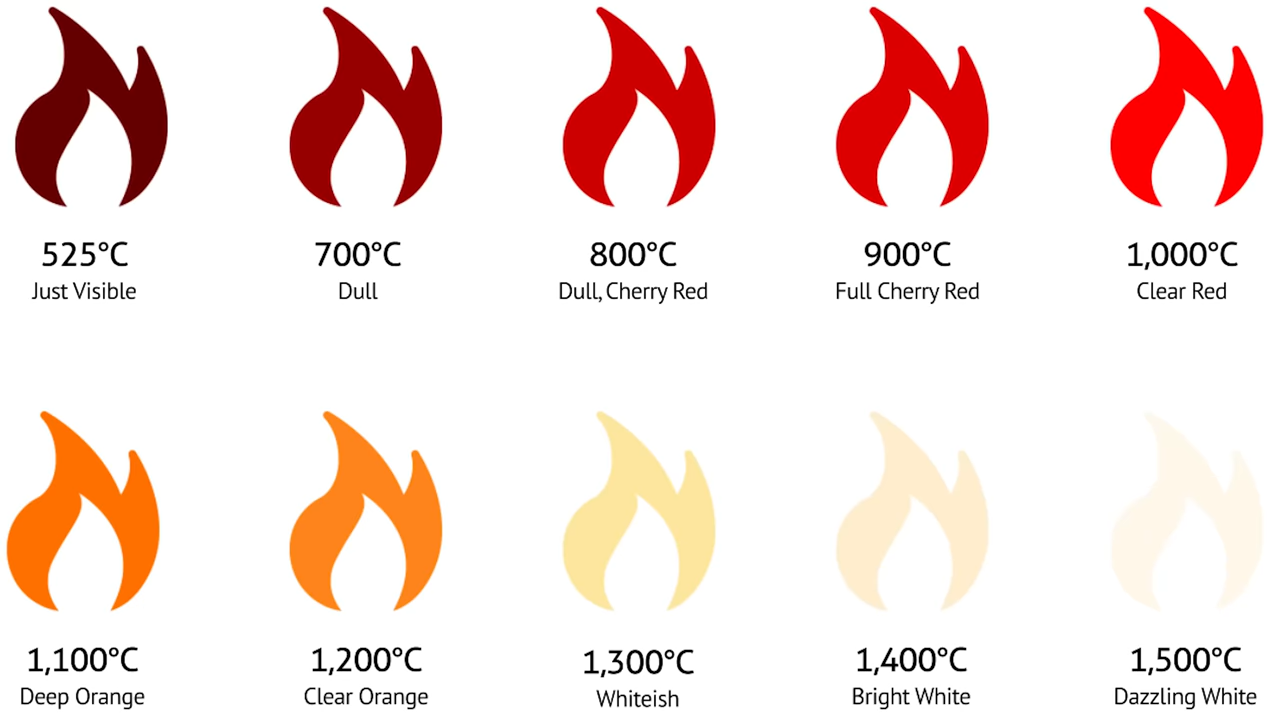 525°C
Just Visible
700°C
Dull
800°C
Dull, Cherry Red
900°C
Full Cherry Red
1,000°C
Clear Red
1,100°C
Deep Orange
1,200°C
Clear Orange
1,300°C
Whiteish
1,400°C
Bright White
1,500°C
Dazzling White